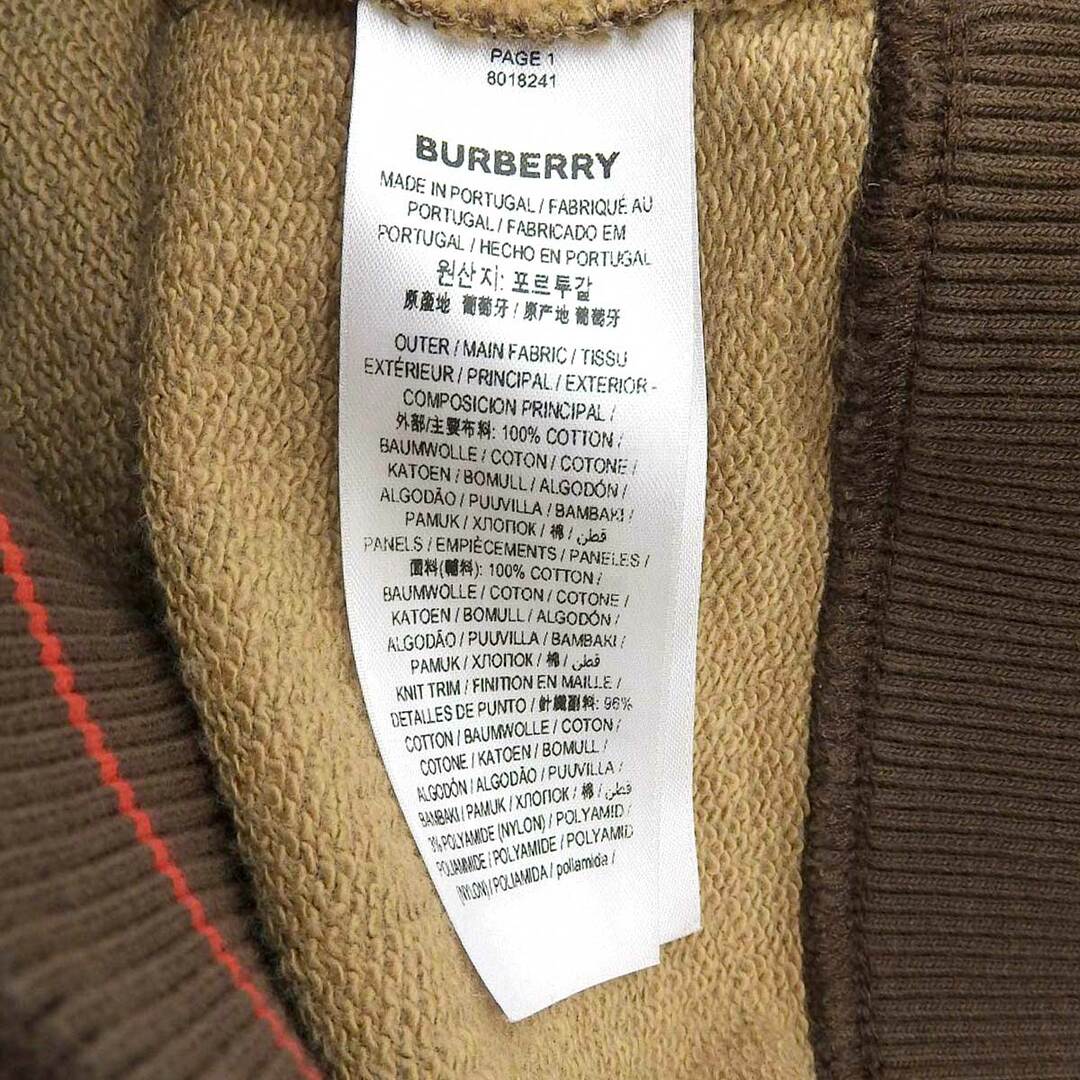 PAGE 1
8018241
BURBERRY
MADE IN PORTUGAL / FABRIQUÉ AU
PORTUGAL / FABRICADO EM
PORTUGAL / HECHO EN PORTUGAL
원산지: 포르투갈
原產地 葡萄牙 / 原产地 葡萄牙
OUTER / MAIN FABRIC / TISSU
EXTÉRIEUR / PRINCIPAL / EXTERIOR -
COMPOSICION PRINCIPAL /
外部/主要布料: 100% COTTON /
BAUMWOLLE / COTON / COTONE /
KATOEN / BOMULL / ALGODÓN /
ALGODÃO / PUUVILLA / BAMBAKI /
PAMUK / ХЛОПОК / 棉 / قطن /
PANELS / EMPIÈCEMENTS / PANELES /
面料(輔料): 100% COTTON /
BAUMWOLLE / COTON / COTONE /
KATOEN / BOMULL / ALGODÓN /
ALGODÃO / PUUVILLA / BAMBAKI /
PAMUK / ХЛОПОК / 棉 / قطن /
KNIT TRIM / FINITION EN MAILLE /
DETALLES DE PUNTO / 針織副料: 96%
COTTON / BAUMWOLLE / COTON /
COTONE / KATOEN / BOMULL /
ALGODÓN / ALGODÃO / PUUVILLA /
BAMBAKI / PAMUK / ХЛОПОК / 棉 / قطن /
3% POLYAMIDE (NYLON) / POLYAMID /
POLIAMMIDE / POLYAMIDE / POLYAMID
(NYLON) / POLIAMIDA / poliamida /